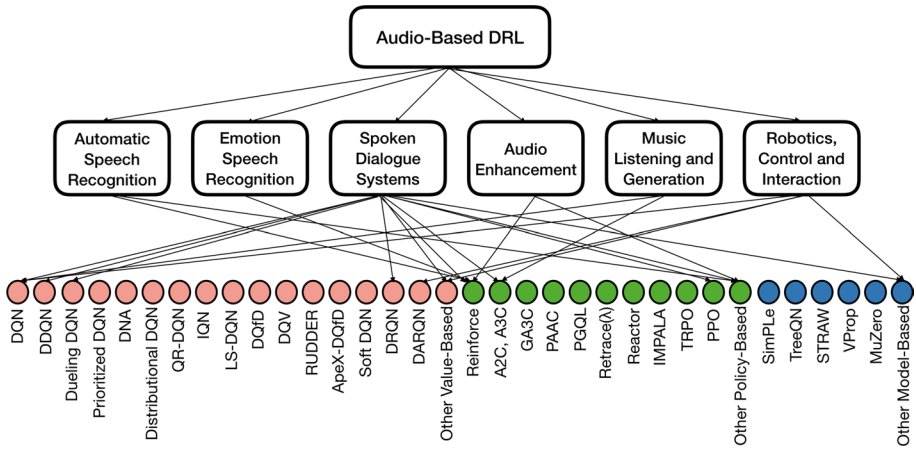 Audio-Based DRL
Automatic
Speech
Recognition
Emotion
Speech
Recognition
Spoken
Dialogue
Systems
Audio
Enhancement
Music
Listening and
Generation
Robotics,
Control and
Interaction
DQN
DDQN
Dueling DQN
Prioritized DQN
DNA
Distributional DQN
QR-DQN
IQN
LS-DQN
DQfD
DQV
RUDDER
ApeX-DQfD
Soft DQN
DRQN
DARQN
Other Value-Based
Reinforce
A2C, A3C
GA3C
PAAC
PGQL
Retrace(λ)
Reactor
IMPALA
TRPO
PPO
Other Policy-Based
SimPLe
TreeQN
STRAW
VProp
MuZero
Other Model-Based